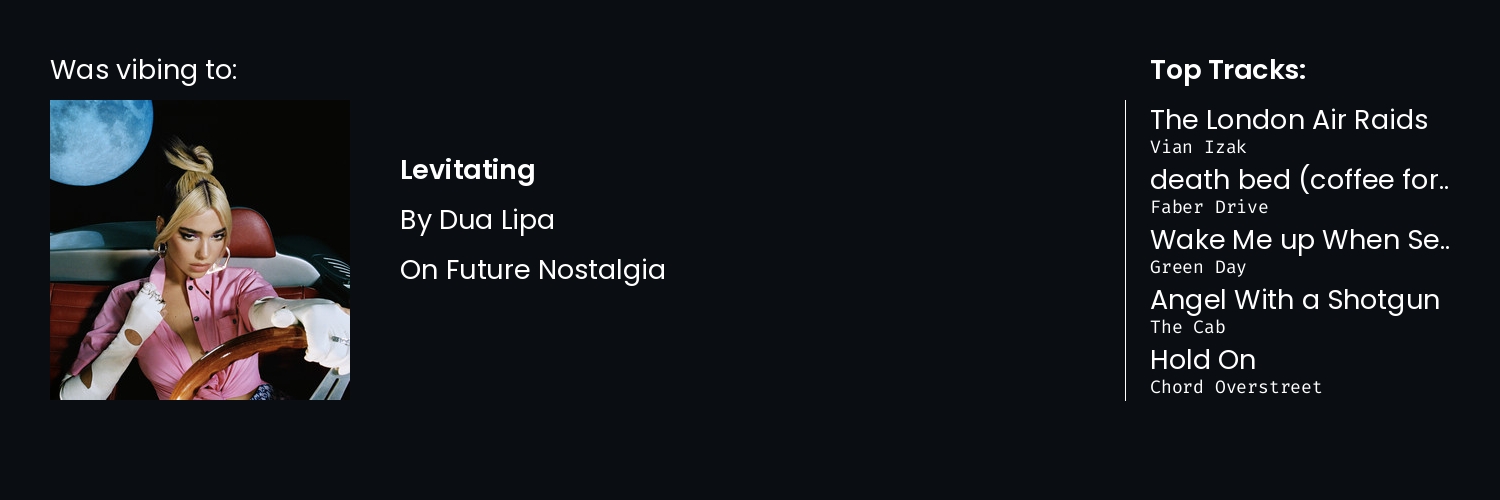 Was vibing to:
Levitating
By Dua Lipa
On Future Nostalgia
Top Tracks:
The London Air Raids
Vian Izak
death bed (coffee for..
Faber Drive
Wake Me up When Se..
Green Day
Angel With a Shotgun
The Cab
Hold On
Chord Overstreet